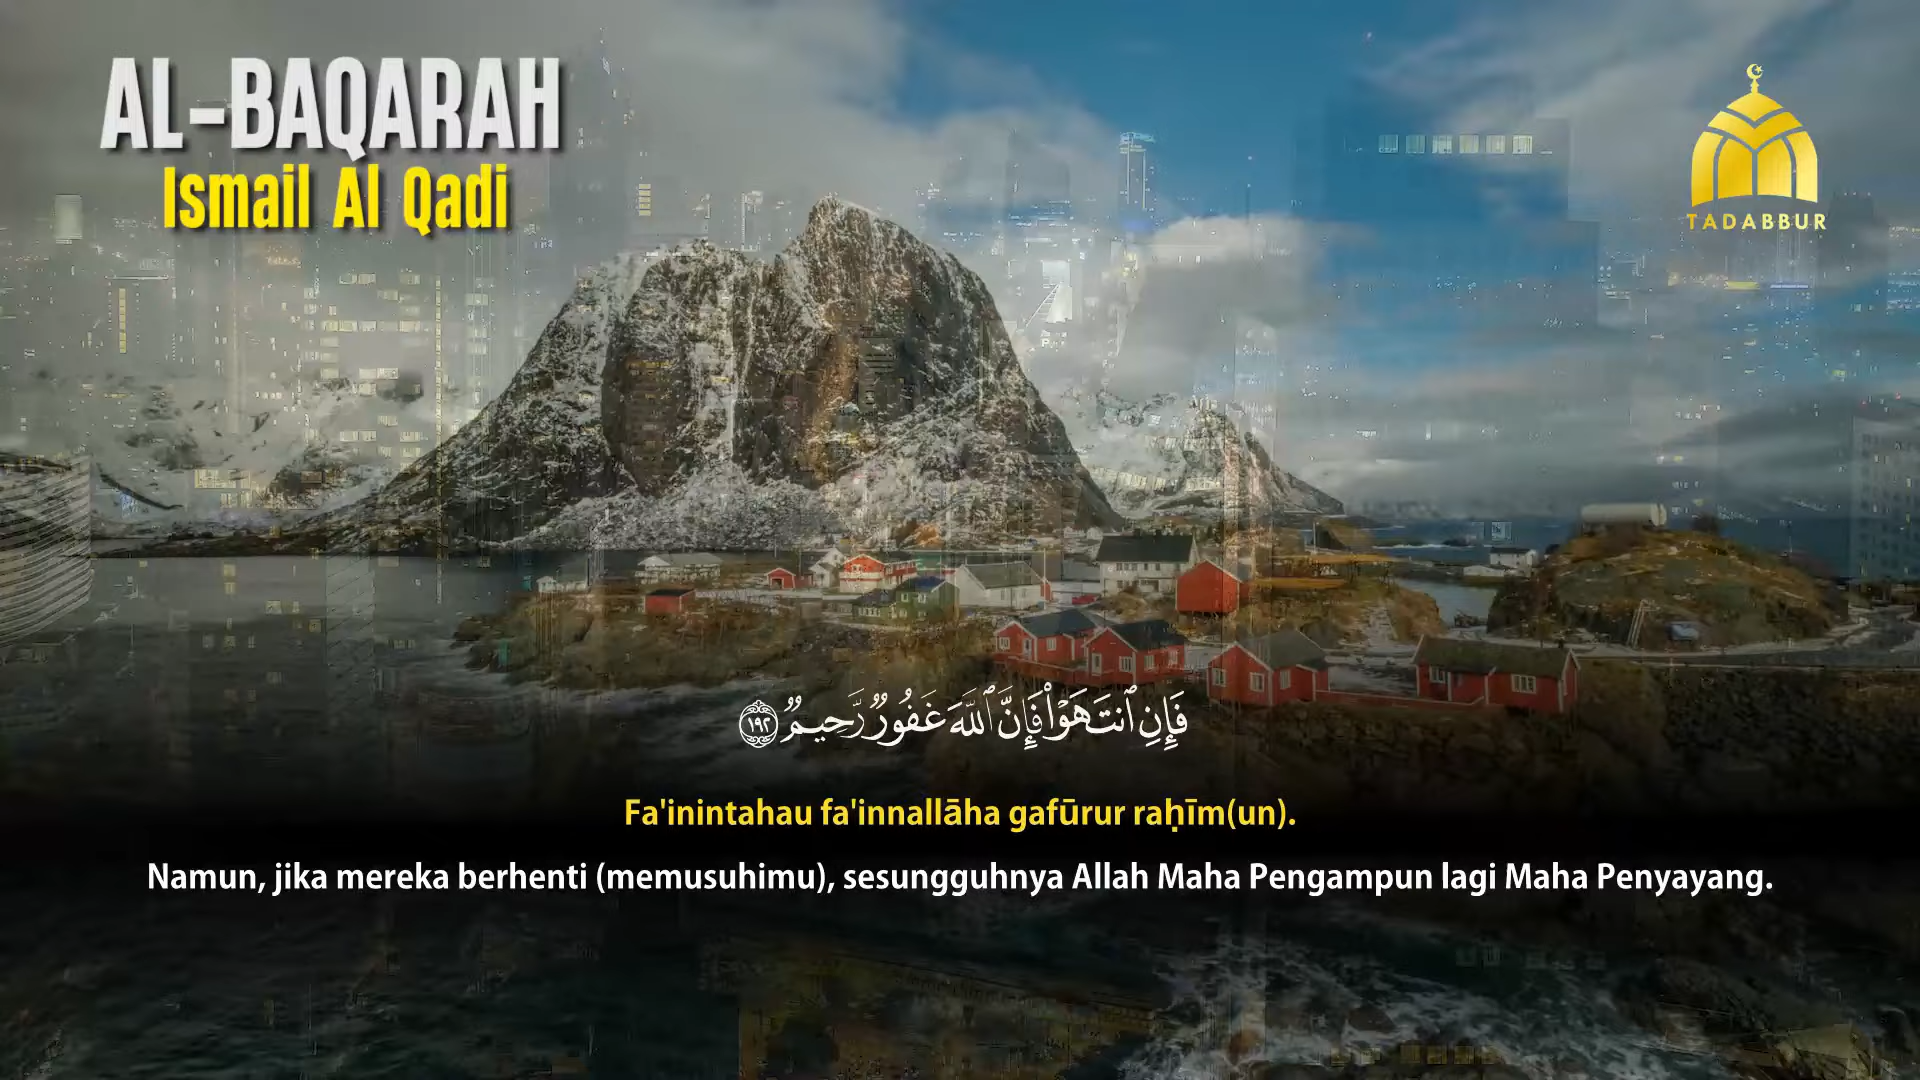 AL-BAQARAH
Ismail Al Qadi
TADABBUR
فَإِنِ ٱنتَهَوْا۟ فَإِنَّ ٱللَّهَ غَفُورٌ رَّحِيمٌ ١٩٢
Fa'inintahau fa'innallāha gafūrur raḥīm(un).
Namun, jika mereka berhenti (memusuhimu), sesungguhnya Allah Maha Pengampun lagi Maha Penyayang.